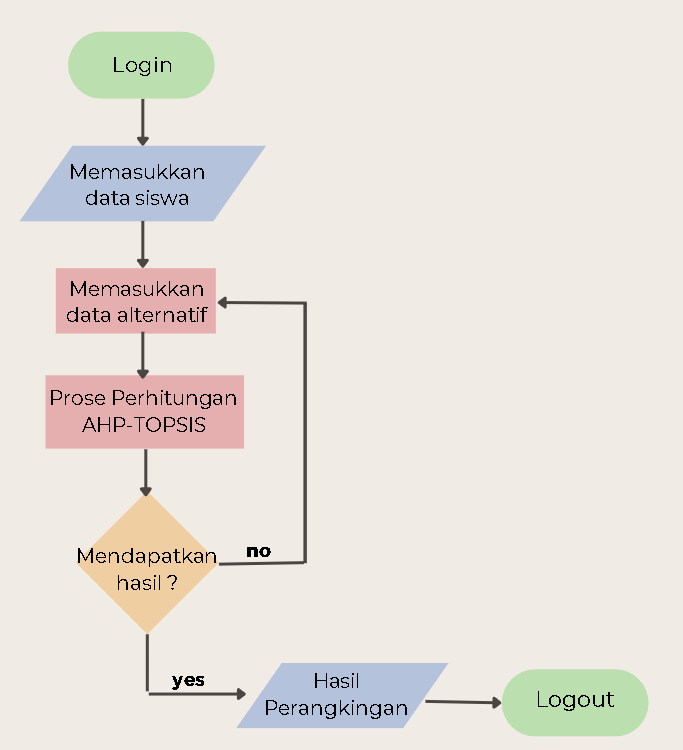 Login
Memasukkan
data siswa
Memasukkan
data alternatif
Prose Perhitungan
AHP-TOPSIS
Mendapatkan
hasil ?
no
yes
Hasil
Perangkingan
Logout